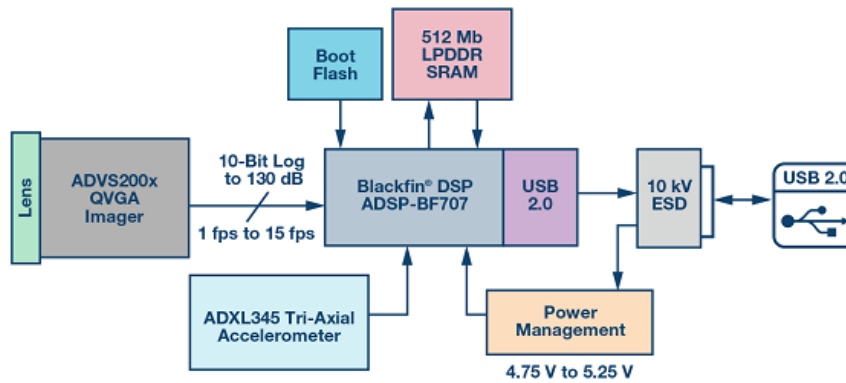 Boot
Flash
512 Mb
LPDDR
SRAM
Lens
ADVS200x
QVGA
Imager
10-Bit Log
to 130 dB
1 fps to 15 fps
Blackfin® DSP
ADSP-BF707
USB
2.0
10 kV
ESD
USB 2.0
ADXL345 Tri-Axial
Accelerometer
Power
Management
4.75 V to 5.25 V